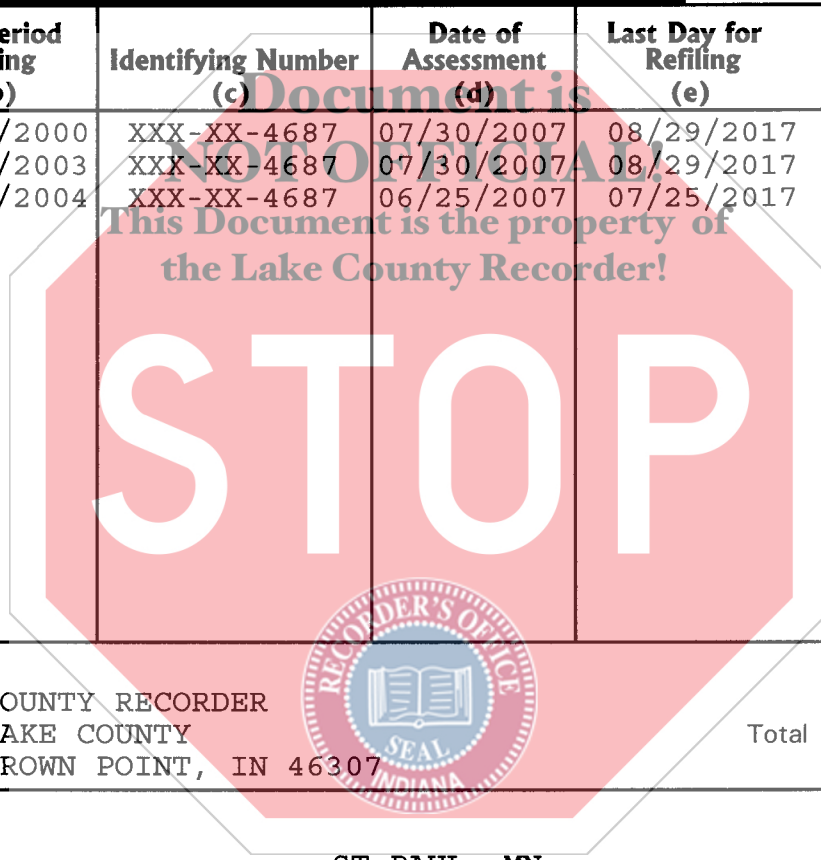 eriod
ing
Identifying Number
(c)
Date of
Assessment
(d)
Last Day for
Refiling
(e)
/2000 XXX-XX-4687 07/30/2007 08/29/2017
/2003 XXX-XX-4687 07/30/2007 08/29/2017
/2004 XXX-XX-4687 06/25/2007 07/25/2017
Document is
NOT OFFICIAL!
This Document is the property of
the Lake County Recorder!
STOP
RECORDER'S OFFICE
SEAL
INDIANA
OUNTY RECORDER
AKE COUNTY
Total
ROWN POINT, IN 46307
ST. PAUL, MN